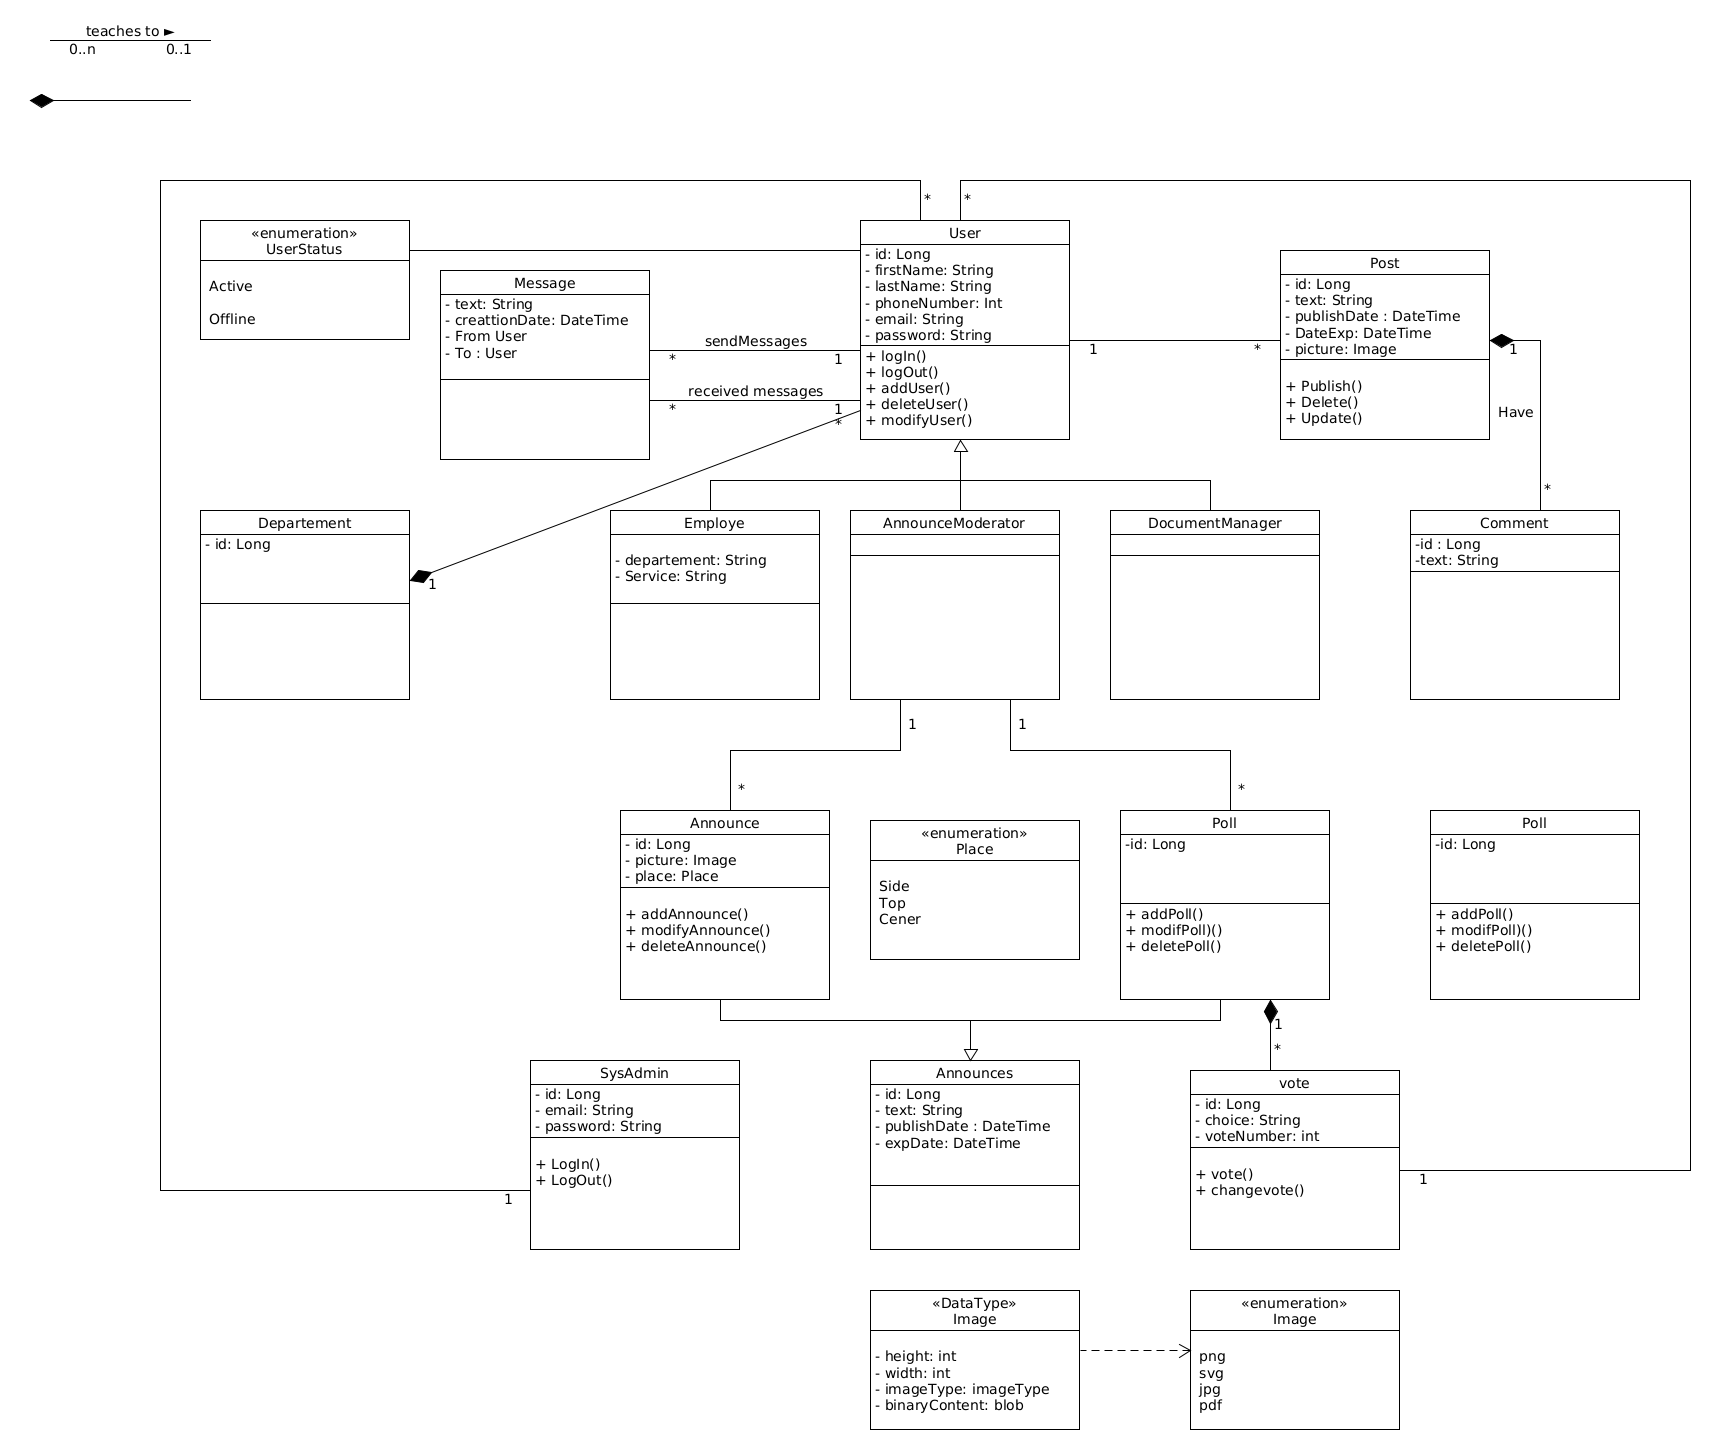 teaches to ►
0..n 0..1
* *
«enumeration»
UserStatus
Active
Offline
Message
- text: String
- creattionDate: DateTime
- From User
- To : User
sendMessages
* 1
received messages
* 1
*
User
- id: Long
- firstName: String
- lastName: String
- phoneNumber: Int
- email: String
- password: String
+ logIn()
+ logOut()
+ addUser()
+ deleteUser()
+ modifyUser()
1 *
Post
- id: Long
- text: String
- publishDate : DateTime
- DateExp: DateTime
- picture: Image
+ Publish()
+ Delete()
+ Update()
1
Have
*
Departement
- id: Long
1
Employe
- departement: String
- Service: String
AnnounceModerator
DocumentManager
Comment
-id : Long
-text: String
1 1
* *
Announce
- id: Long
- picture: Image
- place: Place
+ addAnnounce()
+ modifyAnnounce()
+ deleteAnnounce()
«enumeration»
Place
Side
Top
Cener
Poll
-id: Long
+ addPoll()
+ modifPoll)()
+ deletePoll()
Poll
-id: Long
+ addPoll()
+ modifPoll)()
+ deletePoll()
1
*
SysAdmin
- id: Long
- email: String
- password: String
+ LogIn()
+ LogOut()
1
Announces
- id: Long
- text: String
- publishDate : DateTime
- expDate: DateTime
vote
- id: Long
- choice: String
- voteNumber: int
+ vote()
+ changevote()
1
«DataType»
Image
- height: int
- width: int
- imageType: imageType
- binaryContent: blob
«enumeration»
Image
png
svg
jpg
pdf